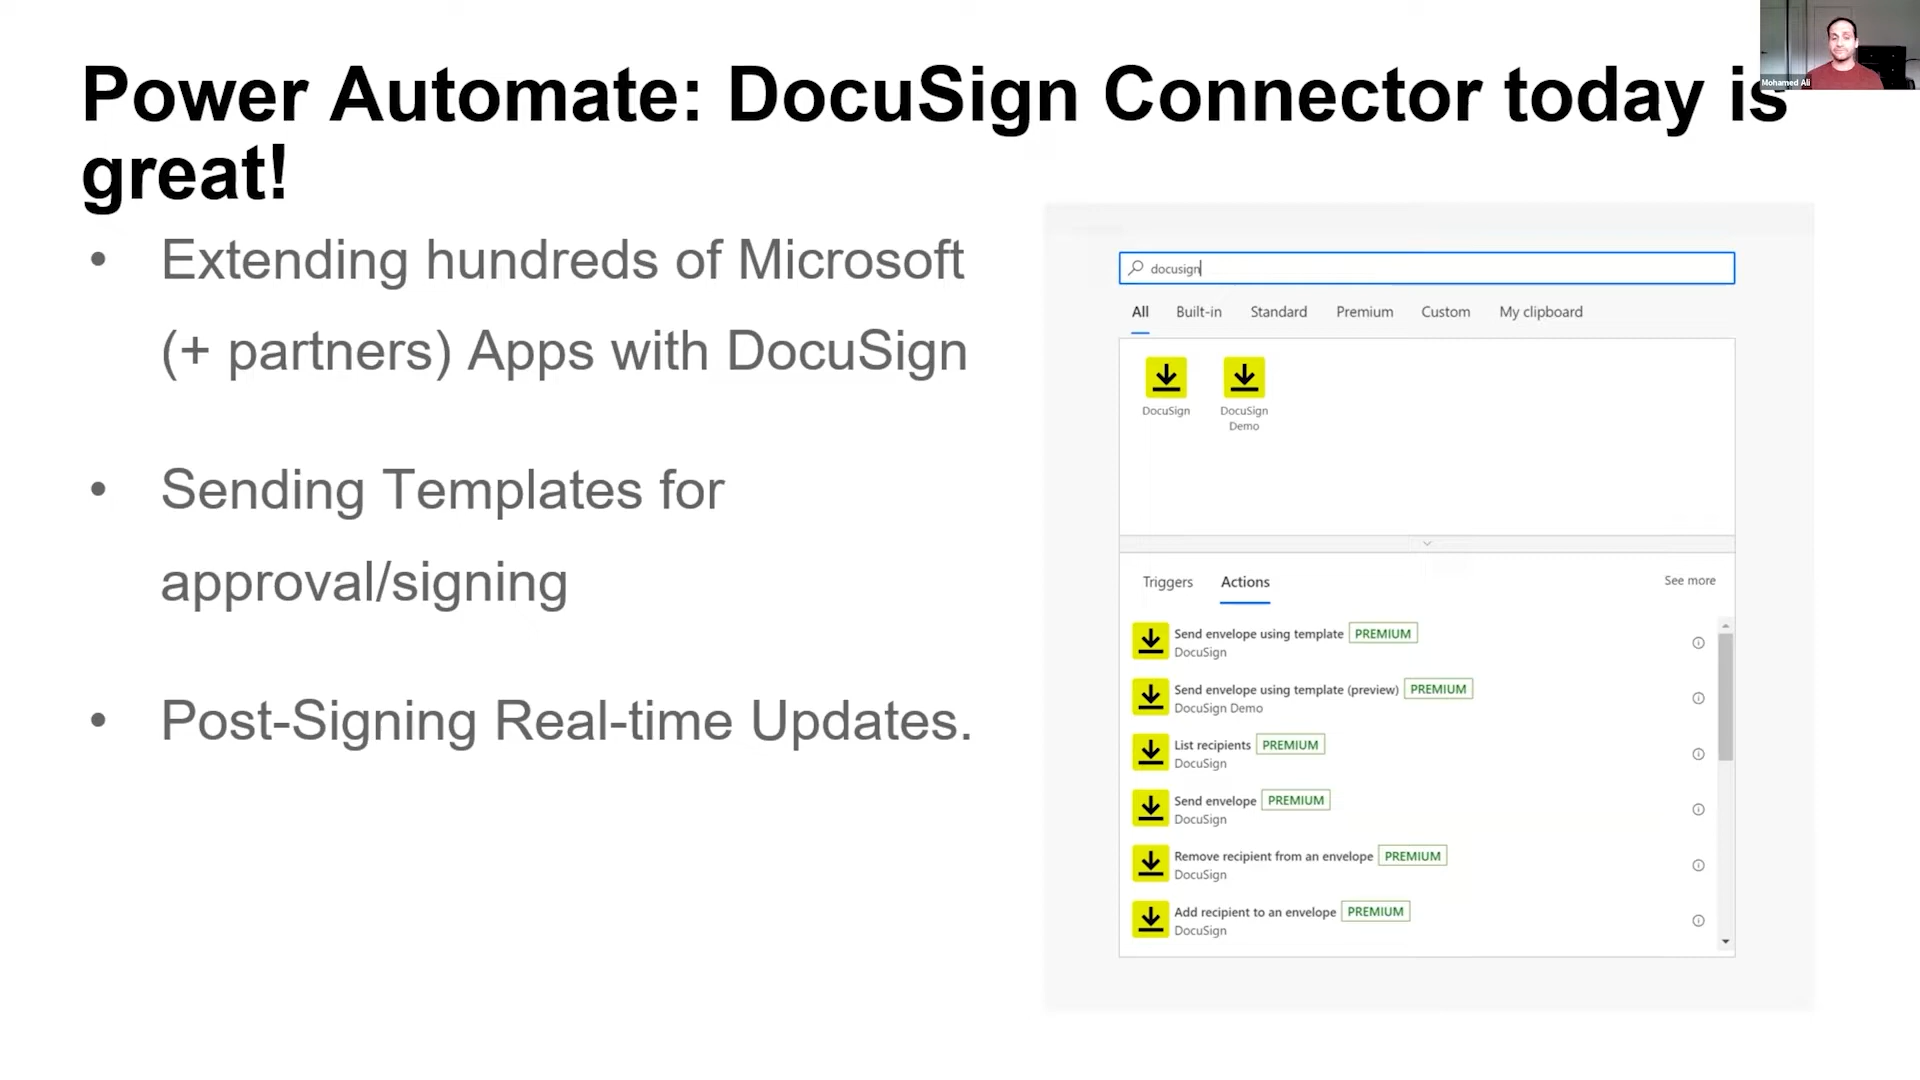 Mohamed Ali
Power Automate: DocuSign Connector today is
great!
• Extending hundreds of Microsoft
(+ partners) Apps with DocuSign
• Sending Templates for
approval/signing
• Post-Signing Real-time Updates.
docusign
All Built-in Standard Premium Custom My clipboard
DocuSign
DocuSign
Demo
Triggers Actions See more
Send envelope using template PREMIUM
DocuSign
Send envelope using template (preview) PREMIUM
DocuSign Demo
List recipients PREMIUM
DocuSign
Send envelope PREMIUM
DocuSign
Remove recipient from an envelope PREMIUM
DocuSign
Add recipient to an envelope PREMIUM
DocuSign